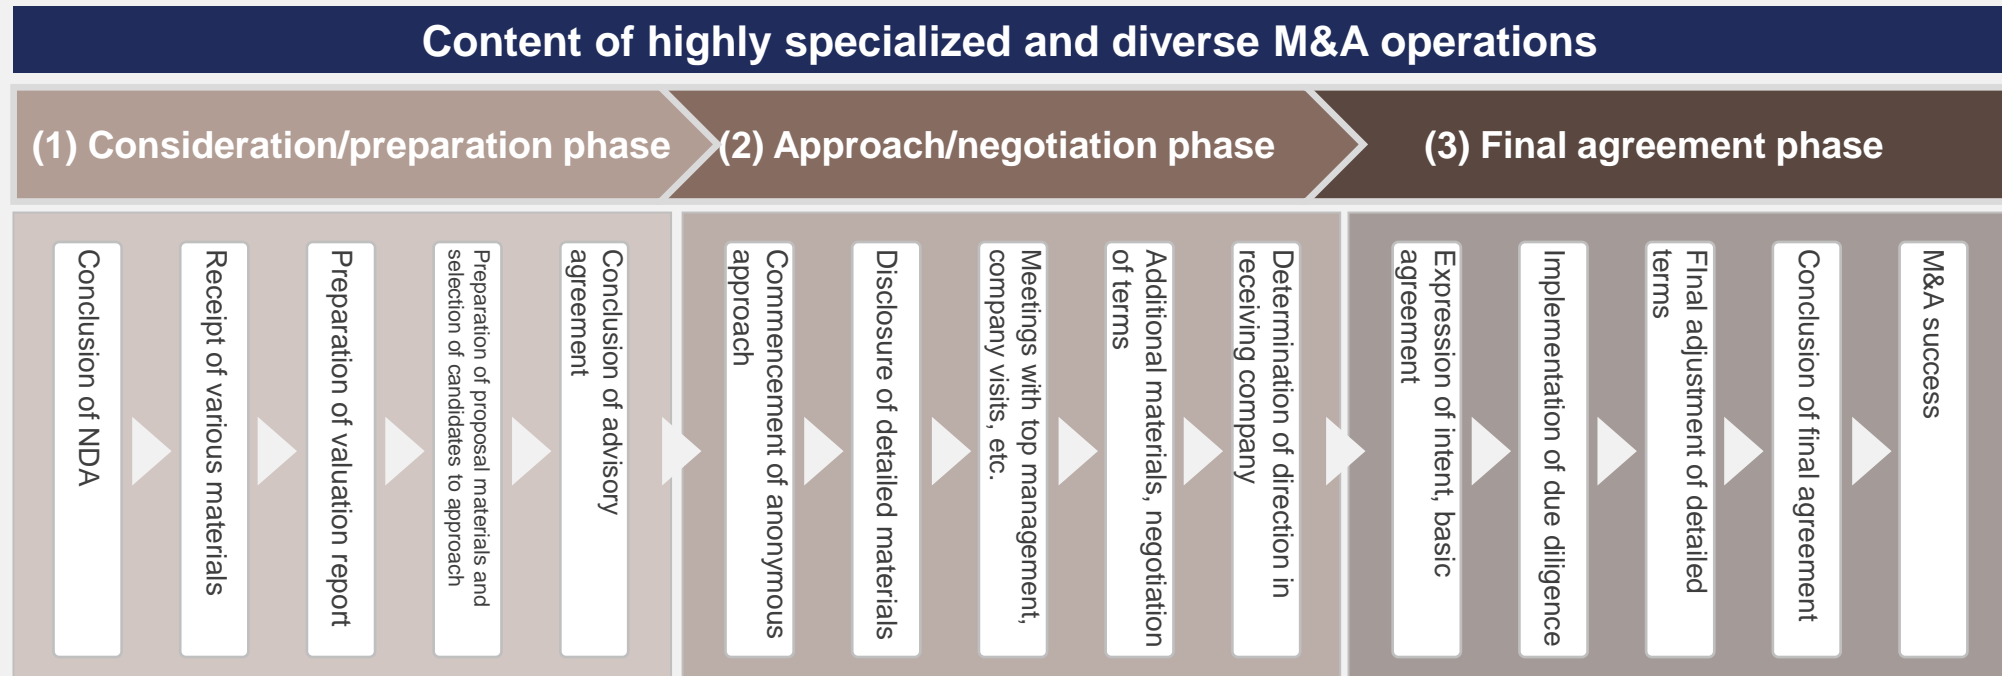 Content of highly specialized and diverse M&A operations
(1) Consideration/preparation phase
(2) Approach/negotiation phase
(3) Final agreement phase
Conclusion of NDA
Receipt of various materials
Preparation of valuation report
Preparation of proposal materials and
selection of candidates to approach
Conclusion of advisory
agreement
Commencement of anonymous
approach
Disclosure of detailed materials
Meetings with top management,
company visits, etc.
Additional materials, negotiation
of terms
Determination of direction in
receiving company
Expression of intent, basic
agreement
Implementation of due diligence
FInal adjustment of detailed
terms
Conclusion of final agreement
M&A success